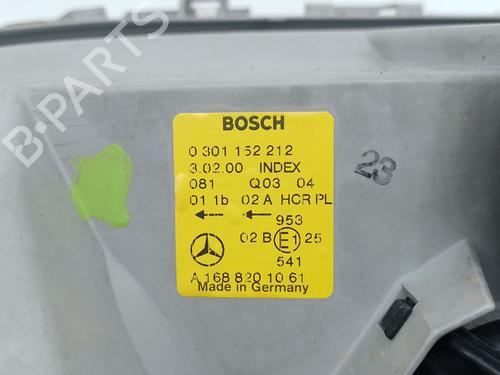 B-PARTS
BOSCH
0 301 152 212
3.02.00 INDEX
081 Q03 04
01 1b 02 A HCR PL
953
02 B E1 25
541
A 168 820 10 61
Made in Germany
23